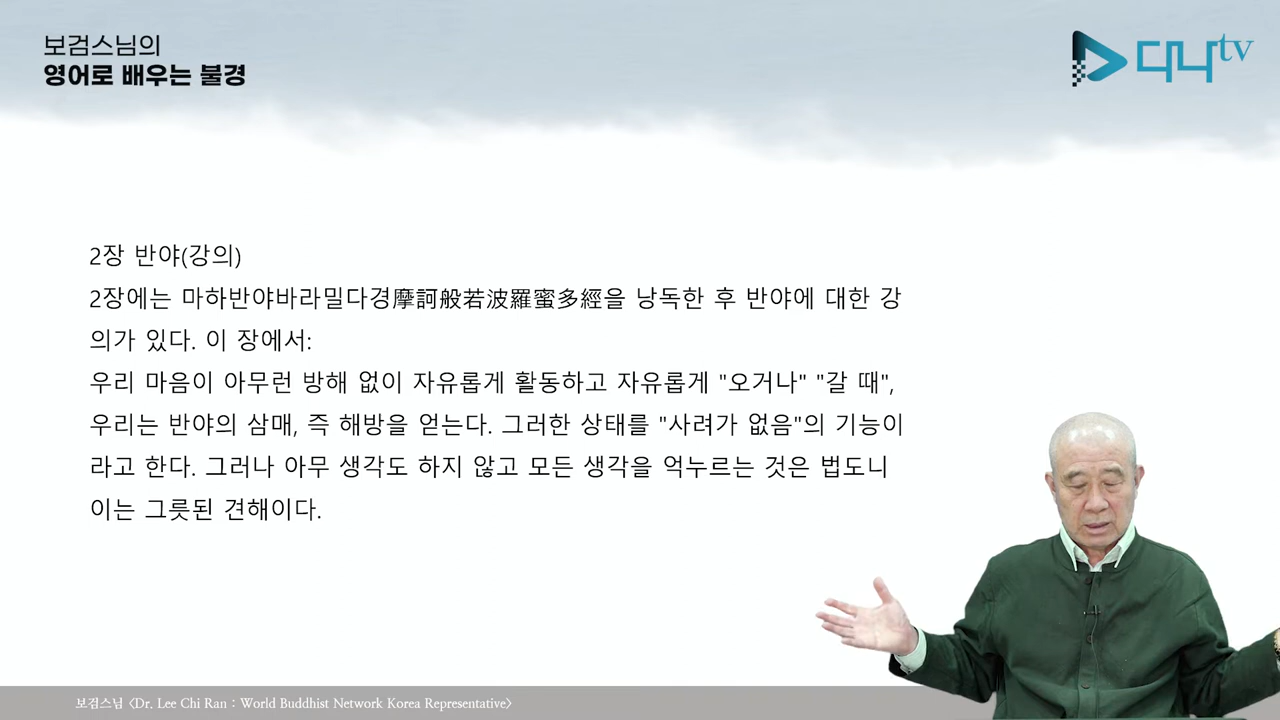 보검스님의
영어로 배우는 불경
디나tv
2장 반야(강의)
2장에는 마하반야바라밀다경摩訶般若波羅蜜多經을 낭독한 후 반야에 대한 강
의가 있다. 이 장에서:
우리 마음이 아무런 방해 없이 자유롭게 활동하고 자유롭게 "오거나" "갈 때",
우리는 반야의 삼매, 즉 해방을 얻는다. 그러한 상태를 "사려가 없음"의 기능이
라고 한다. 그러나 아무 생각도 하지 않고 모든 생각을 억누르는 것은 법도니
이는 그릇된 견해이다.
보검스님 <Dr. Lee Chi Ran : World Buddhist Network Korea Representative>